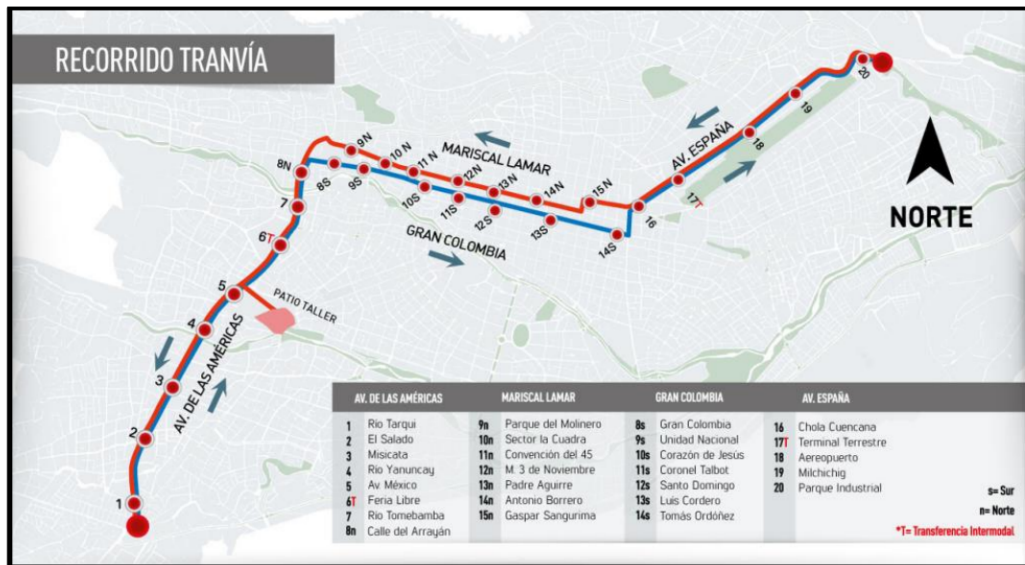 RECORRIDO TRANVÍA
20
19
18
AV. ESPAÑA
17T
16
15N
14N
13N
12N
11 N
10 N
9 N
MARISCAL LAMAR
8N
8S
9S
10S
11S
12S
13S
14S
GRAN COLOMBIA
NORTE
7
6T
5
PATIO TALLER
4
AV. DE LAS AMÉRICAS
3
2
1
AV. DE LAS AMÉRICAS
1 Río Tarqui
2 El Salado
3 Misicata
4 Río Yanuncay
5 Av. México
6T Feria Libre
7 Río Tomebamba
8n Calle del Arrayán
MARISCAL LAMAR
9n Parque del Molinero
10n Sector la Cuadra
11n Convención del 45
12n M. 3 de Noviembre
13n Padre Aguirre
14n Antonio Borrero
15n Gaspar Sangurima
GRAN COLOMBIA
8s Gran Colombia
9s Unidad Nacional
10s Corazón de Jesús
11s Coronel Talbot
12s Santo Domingo
13s Luis Cordero
14s Tomás Ordóñez
AV. ESPAÑA
16 Chola Cuencana
17T Terminal Terrestre
18 Aereopuerto
19 Milchichig
20 Parque Industrial
s= Sur
n= Norte
*T= Transferencia Intermodal